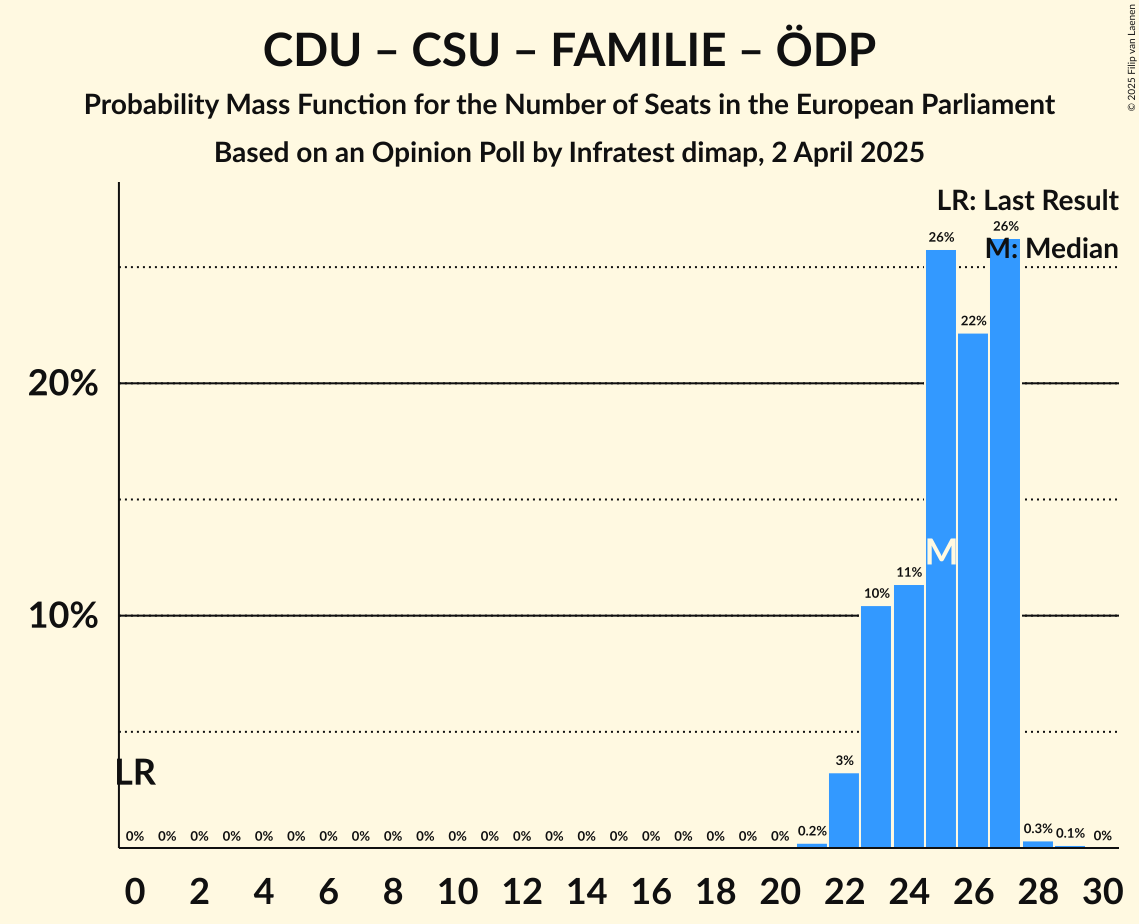 CDU – CSU – FAMILIE – ÖDP
Probability Mass Function for the Number of Seats in the European Parliament
Based on an Opinion Poll by Infratest dimap, 2 April 2025
© 2025 Filip van Laenen
LR: Last Result
M: Median
26% 22% 26%
20%
M
11%
10%
10%
LR
3%
0% 0% 0% 0% 0% 0% 0% 0% 0% 0% 0% 0% 0% 0% 0% 0% 0% 0% 0% 0% 0% 0.2% 0.3% 0.1% 0%
0 2 4 6 8 10 12 14 16 18 20 22 24 26 28 30